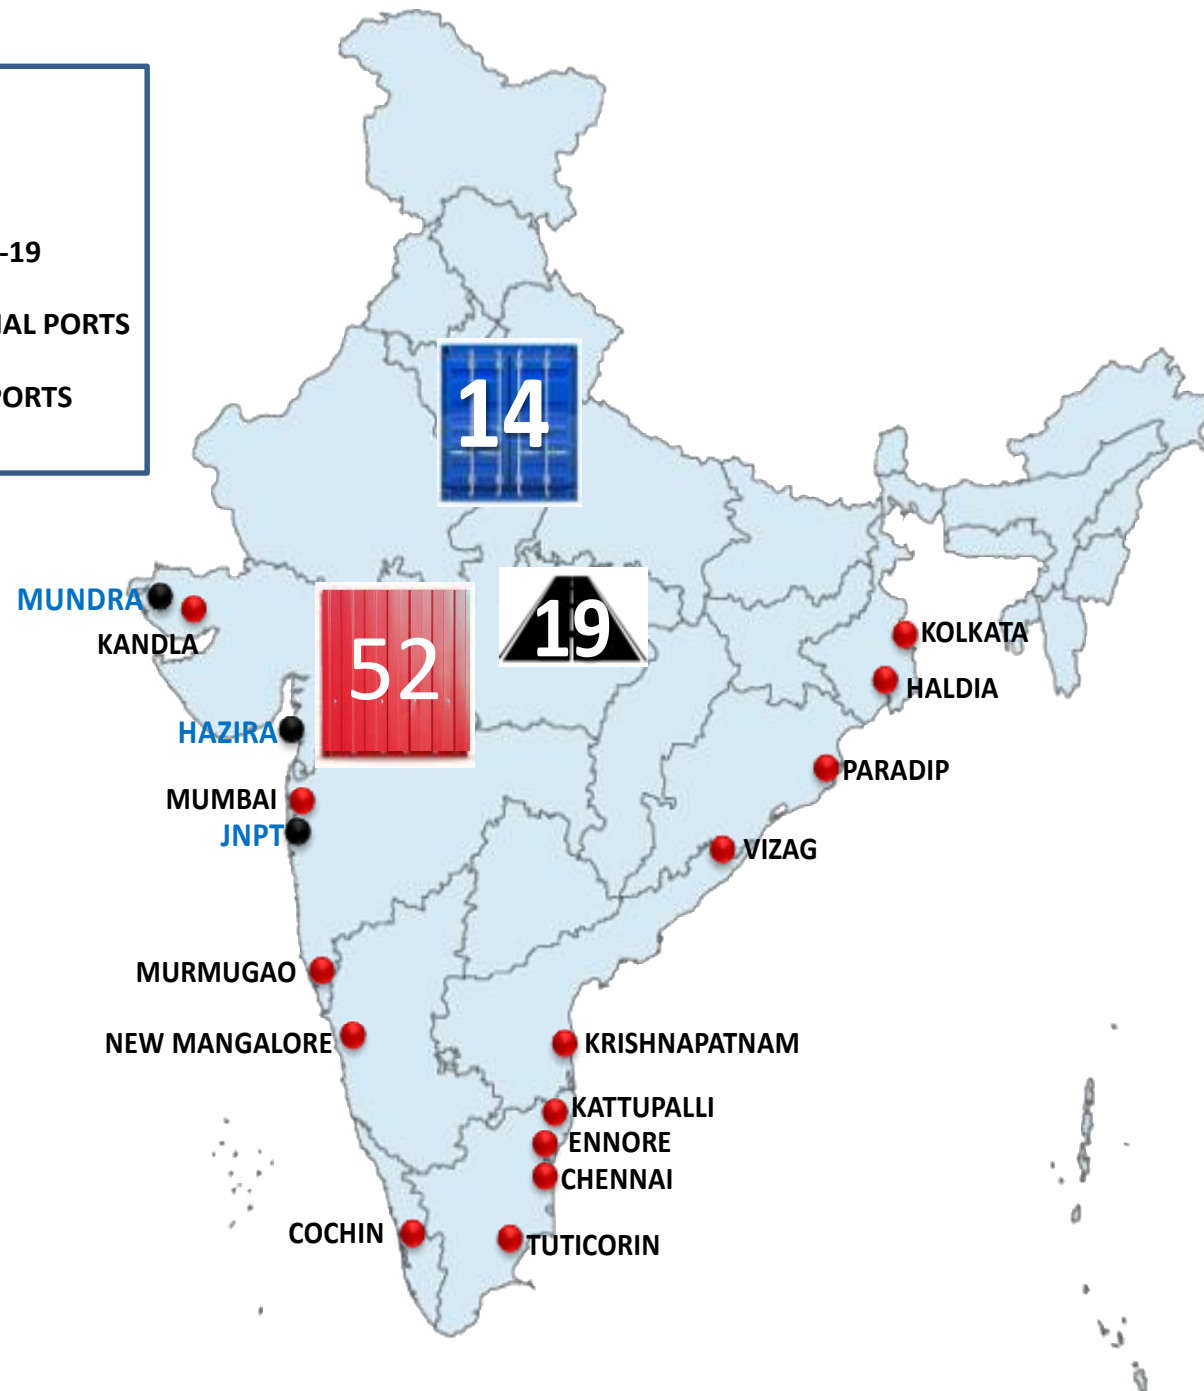 -19
AL PORTS
PORTS
14
MUNDRA
KANDLA
52
19
KOLKATA
HALDIA
HAZIRA
PARADIP
MUMBAI
JNPT
VIZAG
MURMUGAO
NEW MANGALORE
KRISHNAPATNAM
KATTUPALLI
ENNORE
CHENNAI
COCHIN
TUTICORIN